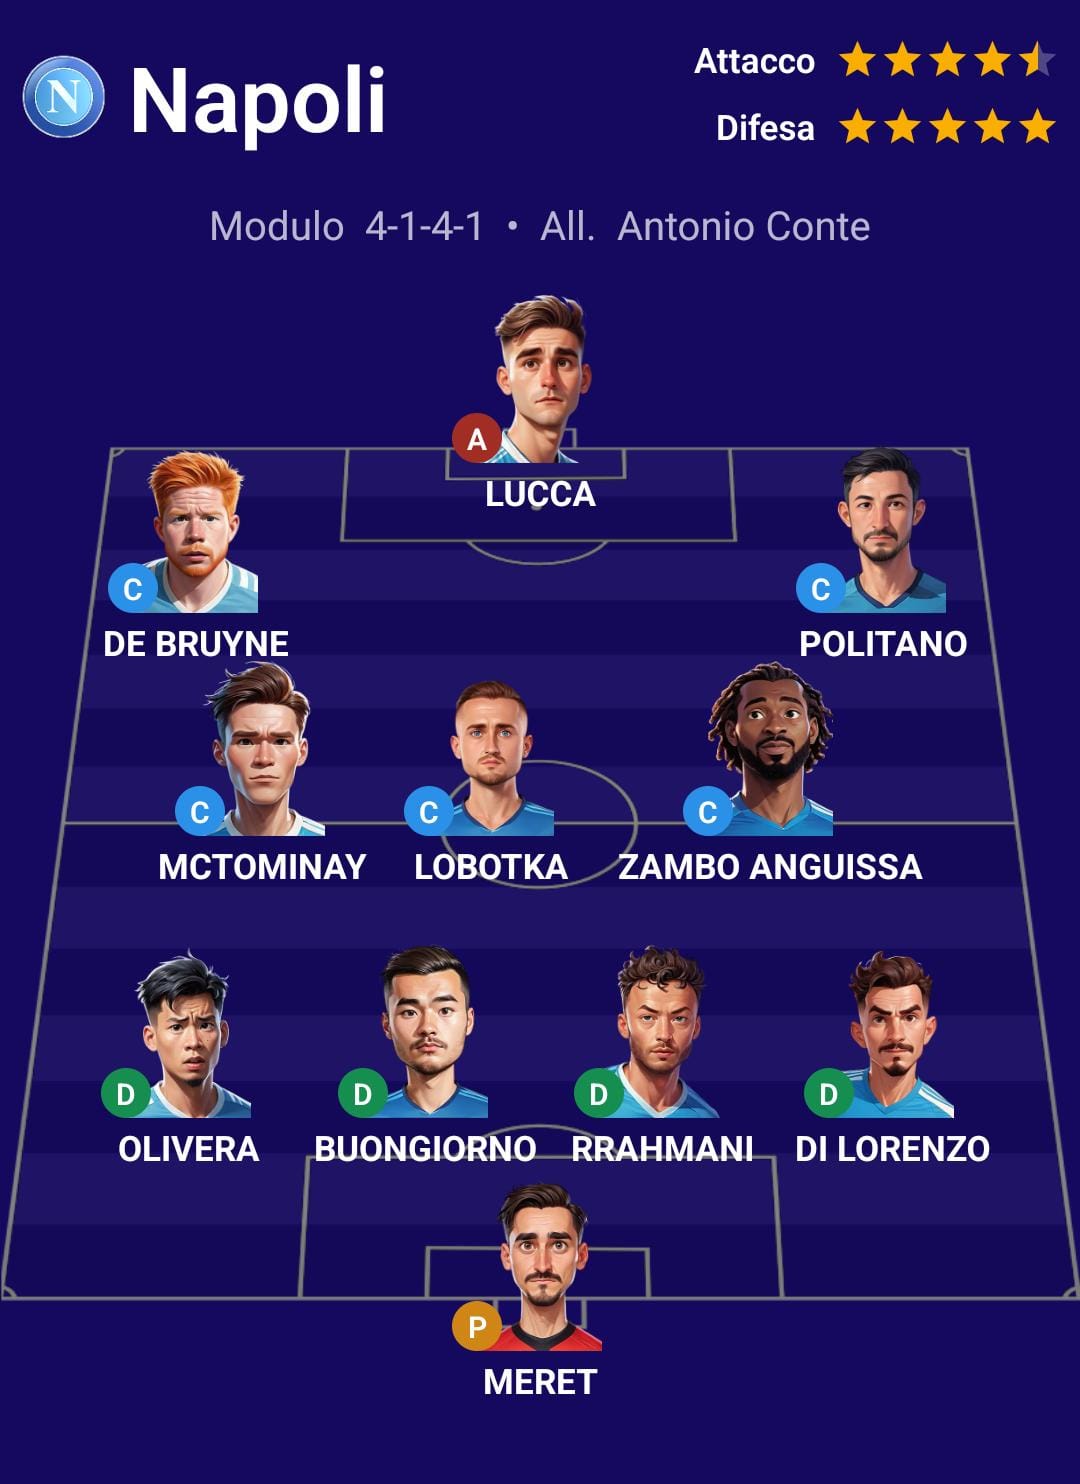 N
Napoli
Attacco
Difesa
Modulo 4-1-4-1 • All. Antonio Conte
A
LUCCA
C
DE BRUYNE
C
POLITANO
C
MCTOMINAY
C
LOBOTKA
C
ZAMBO ANGUISSA
D
OLIVERA
D
BUONGIORNO
D
RRAHMANI
D
DI LORENZO
P
MERET